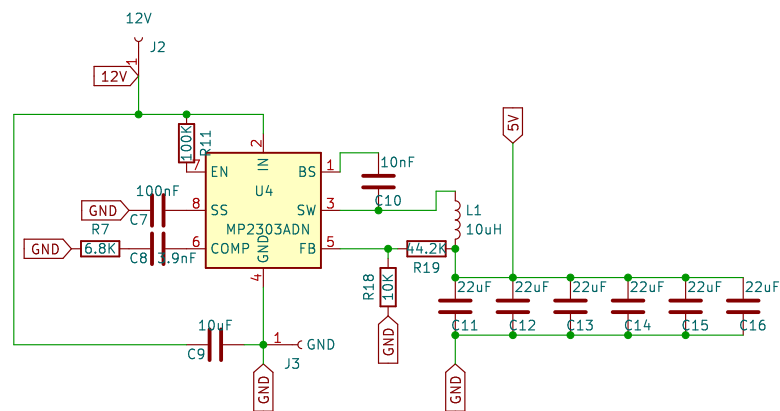 12V
J2
1
12V
100K
R11
2
7
IN
EN
BS
1
10nF
C10
U4
100nF
GND
C7
8
SS
SW
3
L1
10uH
MP2303ADN
R7
GND
6.8K
C8
3.9nF
6
COMP
GND
FB
5
44.2K
R19
4
R18
10K
GND
5V
22uF
22uF
22uF
22uF
22uF
22uF
C11
C12
C13
C14
C15
C16
10uF
C9
1
GND
J3
GND
GND